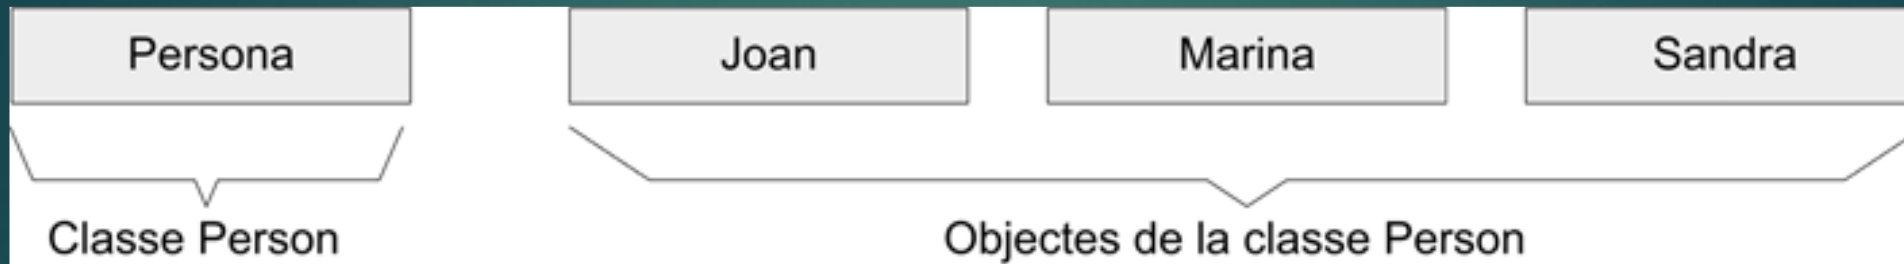 Persona Joan Marina Sandra
Classe Person Objectes de la classe Person